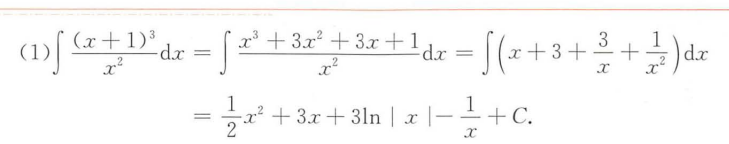 (1)∫ (x+1)³/x² dx = ∫ (x³ + 3x² + 3x + 1)/x² dx = ∫(x + 3 + 3/x + 1/x²)dx
= 1/2 x² + 3x + 3ln | x | − 1/x + C.